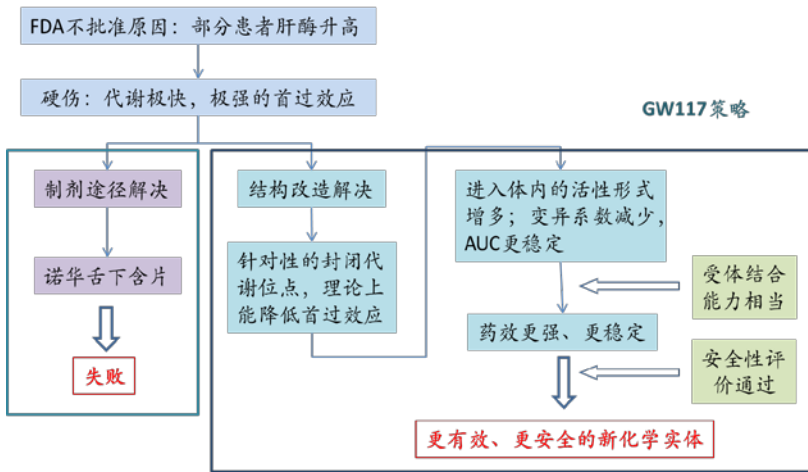 FDA不批准原因：部分患者肝酶升高
硬伤：代谢极快，极强的首过效应
GW117策略
制剂途径解决
诺华舌下含片
失败
结构改造解决
针对性的封闭代
谢位点，理论上
能降低首过效应
进入体内的活性形式
增多；变异系数减少，
AUC更稳定
受体结合
能力相当
药效更强、更稳定
安全性评
价通过
更有效、更安全的新化学实体